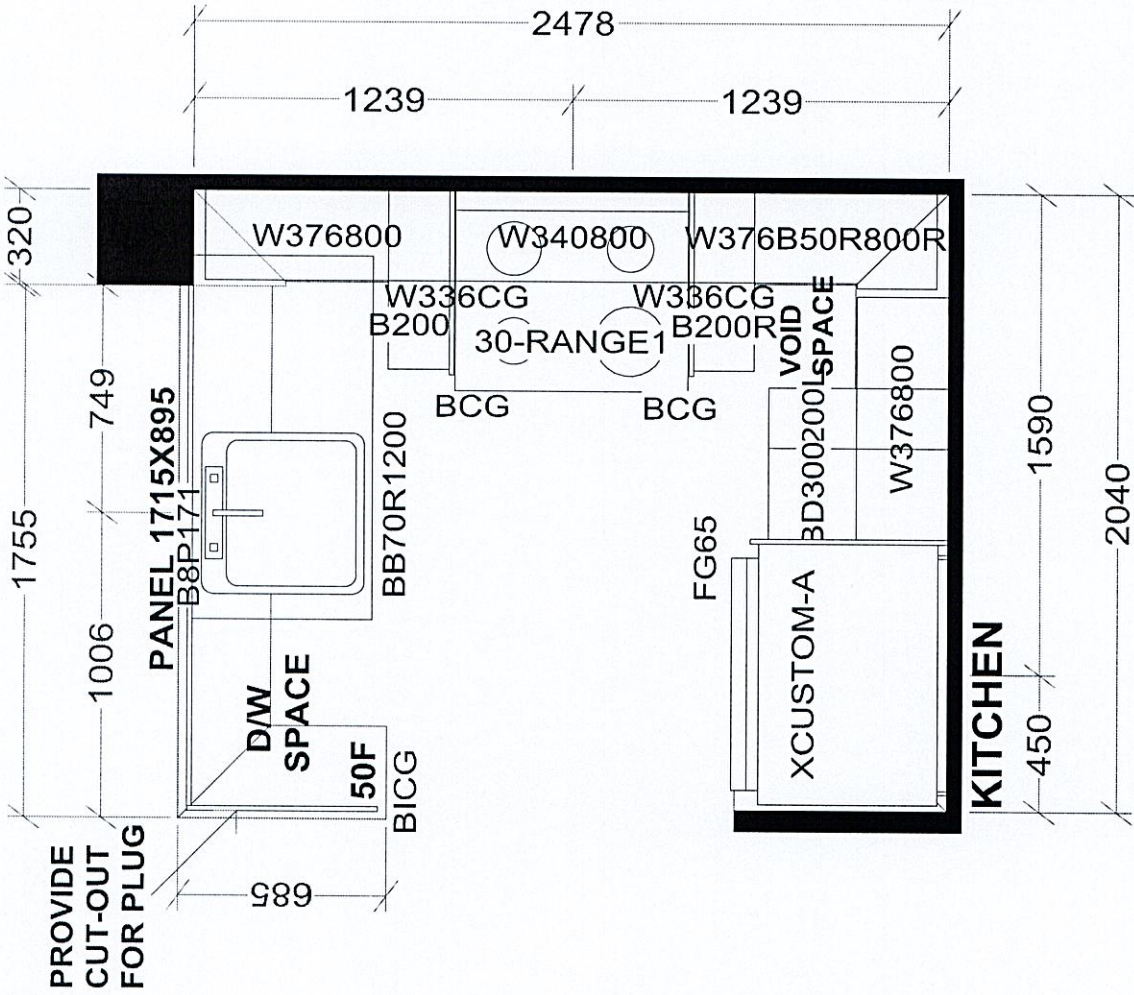 2478
1239
1239
320
1755
749
1006
PANEL 1715X895
B8P171
W376800
W340800
W376B50R800R
W336CG
B200
W336CG
B200R
30-RANGE1
VOID
SPACE
BCG
BCG
BB70R1200
BD300200L
W376800
1590
2040
FG65
XCUSTOM-A
D/W
SPACE
50F
BICG
KITCHEN
450
PROVIDE
CUT-OUT
FOR PLUG
685